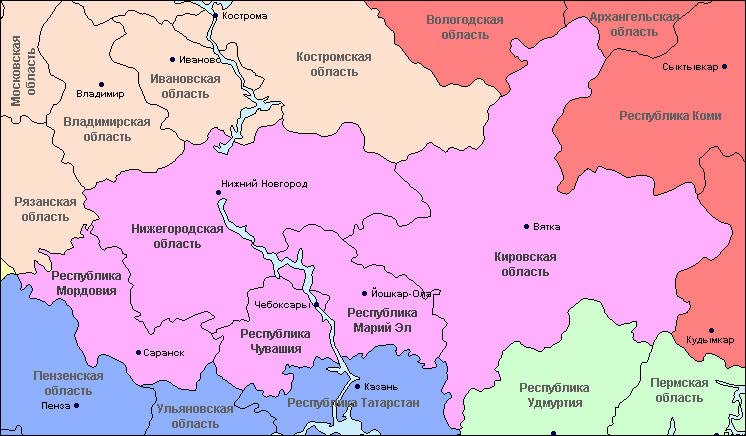 Кострома
Вологодская
область
Архангельская
область
Московская
область
Иваново
Костромская
область
Сыктывкар
Ивановская
область
Владимир
Владимирская
область
Республика Коми
Нижний Новгород
Рязанская
область
Нижегородская
область
Вятка
Кировская
область
Республика
Мордовия
Йошкар-Ола
Чебоксары
Республика
Марий Эл
Республика
Чувашия
Кудымкар
Саранск
Пензенская
область
Казань
Республика
Удмуртия
Пермская
область
Пенза
Ульяновская
область
Республика Татарстан